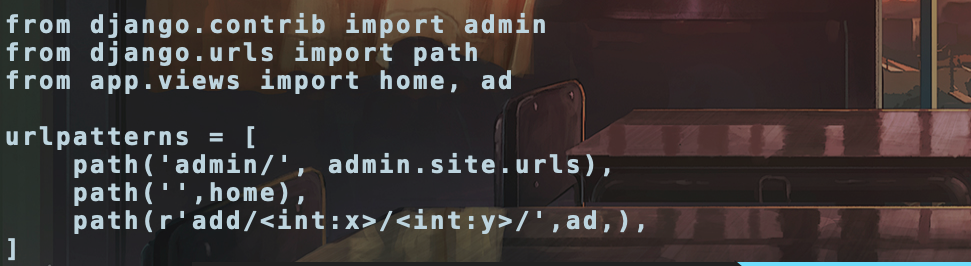 from django.contrib import admin
from django.urls import path
from app.views import home, ad
urlpatterns = [
    path('admin/', admin.site.urls),
    path('',home),
    path(r'add/<int:x>/<int:y>/',ad,),
]